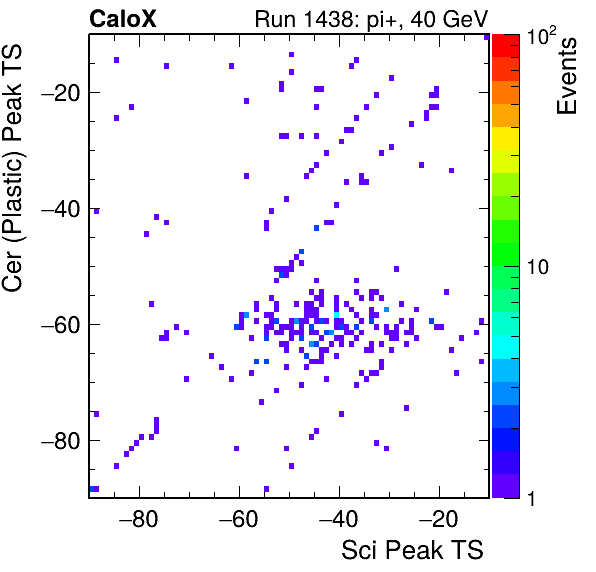 CaloX Run 1438: pi+, 40 GeV
Cer (Plastic) Peak TS
−20
−40
−60
−80
−80 −60 −40 −20
Sci Peak TS
10²
10
1
Events